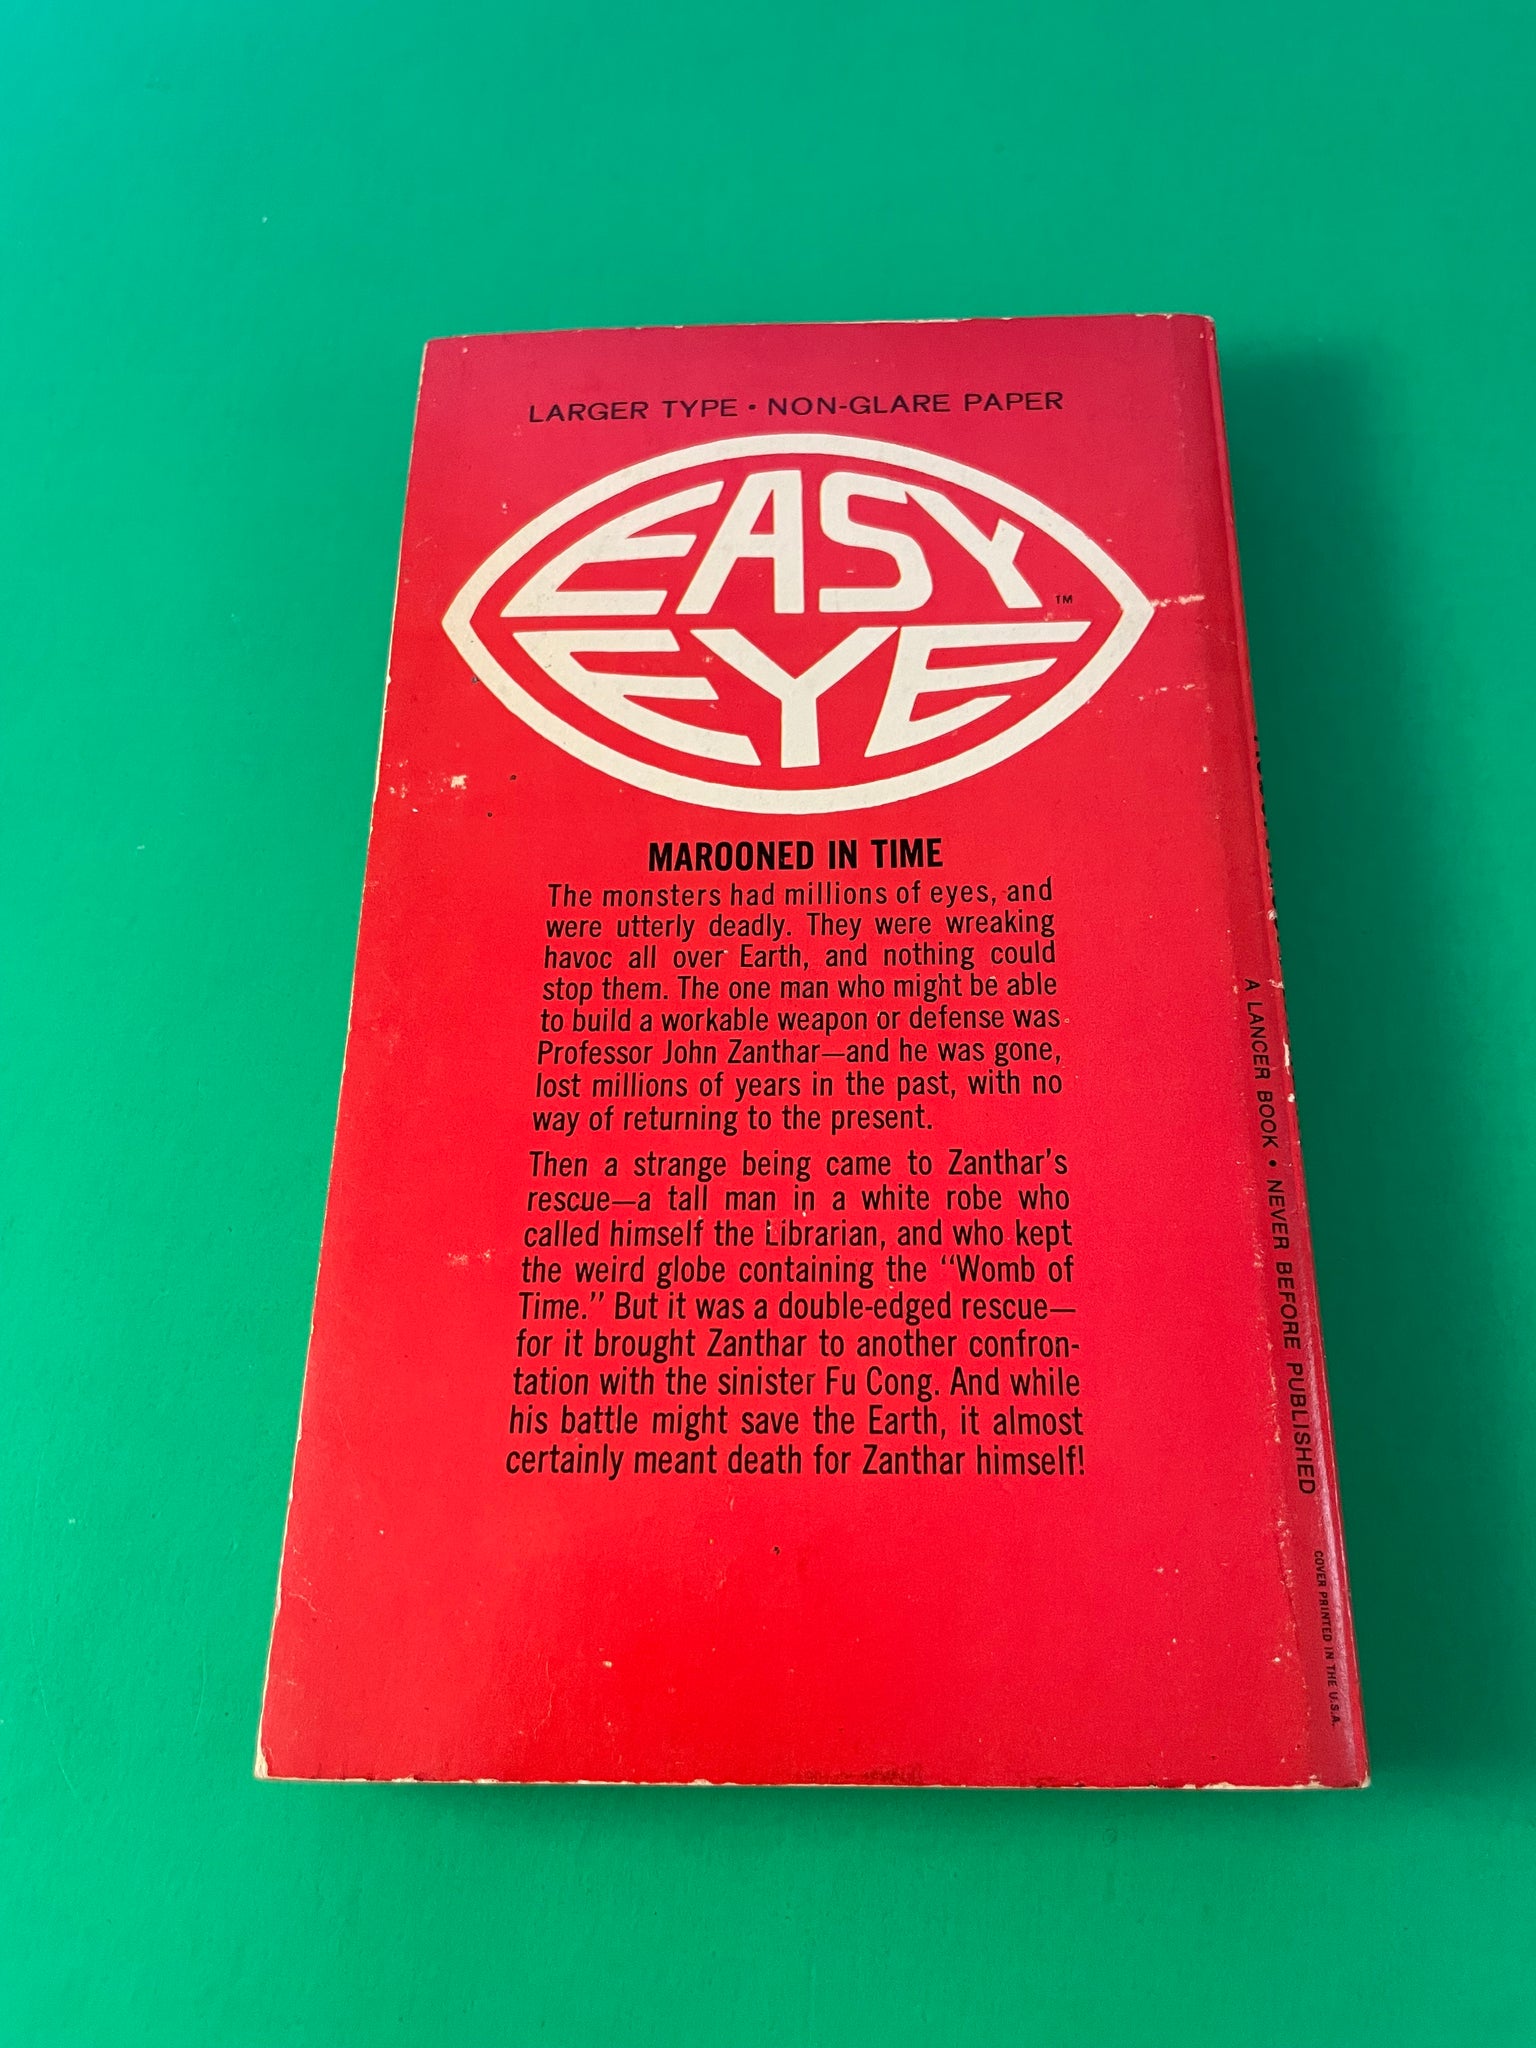 LARGER TYPE • NON-GLARE PAPER
EASY
EYE™
MAROONED IN TIME
The monsters had millions of eyes, and
were utterly deadly. They were wreaking
havoc all over Earth, and nothing could
stop them. The one man who might be able
to build a workable weapon or defense was
Professor John Zanthar—and he was gone,
lost millions of years in the past, with no
way of returning to the present.
Then a strange being came to Zanthar's
rescue—a tall man in a white robe who
called himself the Librarian, and who kept
the weird globe containing the "Womb of
Time." But it was a double-edged rescue—
for it brought Zanthar to another confron-
tation with the sinister Fu Cong. And while
his battle might save the Earth, it almost
certainly meant death for Zanthar himself!
A LANCER BOOK • NEVER BEFORE PUBLISHED
COVER PRINTED IN THE U.S.A.